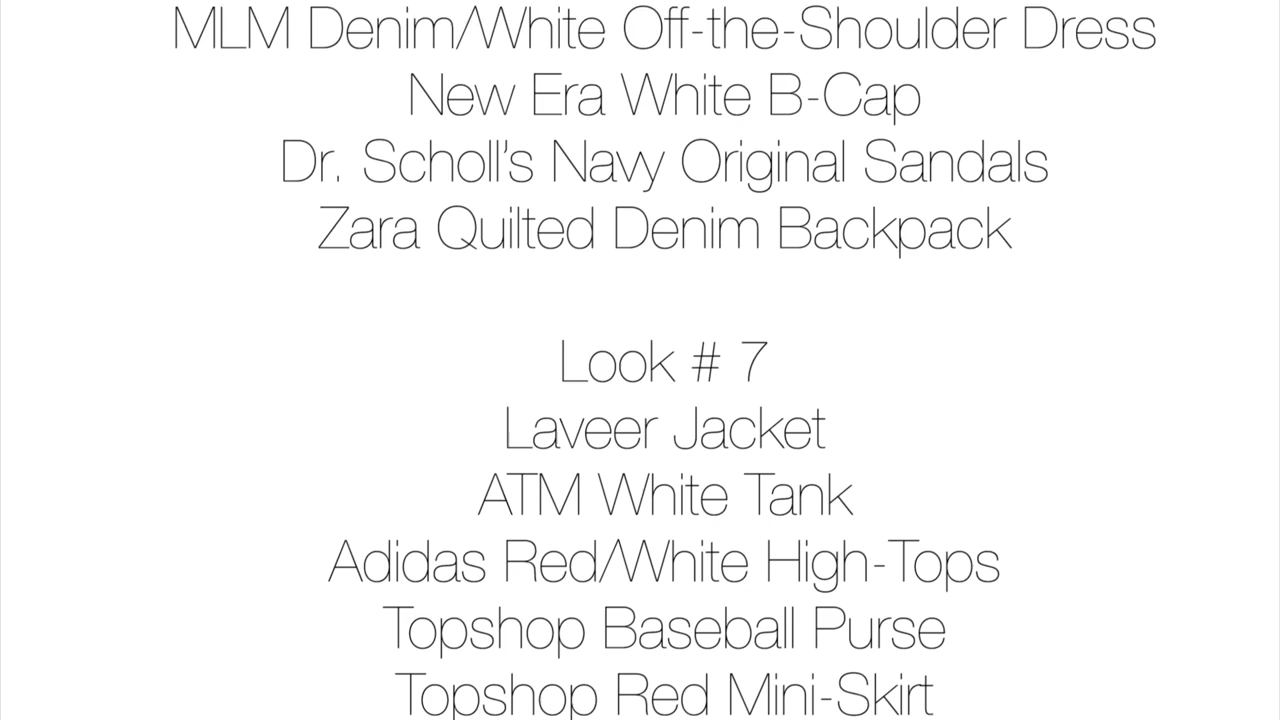 MLM Denim/White Off-the-Shoulder Dress
New Era White B-Cap
Dr. Scholl's Navy Original Sandals
Zara Quilted Denim Backpack
Look # 7
Laveer Jacket
ATM White Tank
Adidas Red/White High-Tops
Topshop Baseball Purse
Topshop Red Mini-Skirt